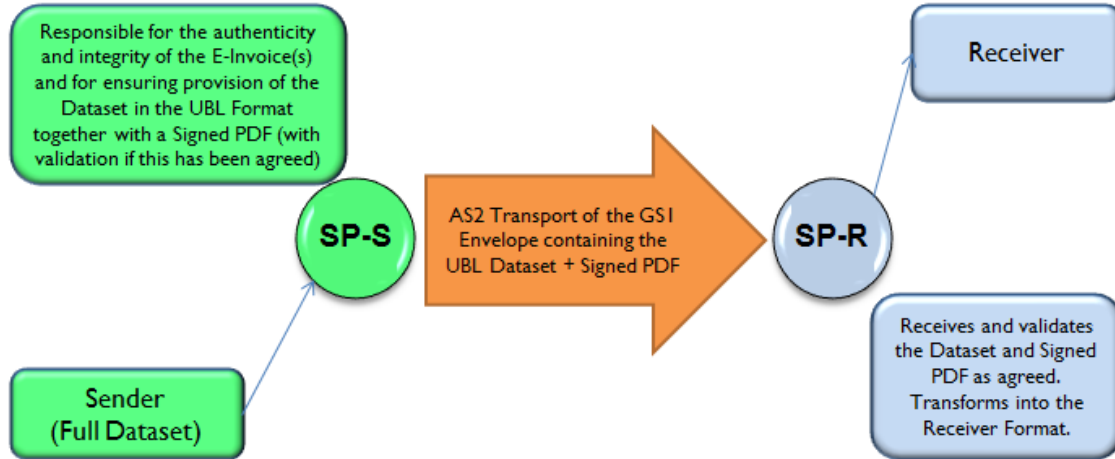 Responsible for the authenticity
and integrity of the E-Invoice(s)
and for ensuring provision of the
Dataset in the UBL Format
together with a Signed PDF (with
validation if this has been agreed)
Receiver
SP-S
AS2 Transport of the GS1
Envelope containing the
UBL Dataset + Signed PDF
SP-R
Sender
(Full Dataset)
Receives and validates
the Dataset and Signed
PDF as agreed.
Transforms into the
Receiver Format.